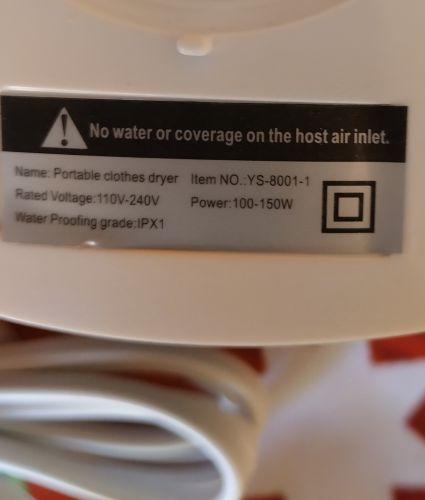 No water or coverage on the host air inlet.
Name: Portable clothes dryer Item NO.:YS-8001-1
Rated Voltage:110V-240V Power:100-150W
Water Proofing grade:IPX1